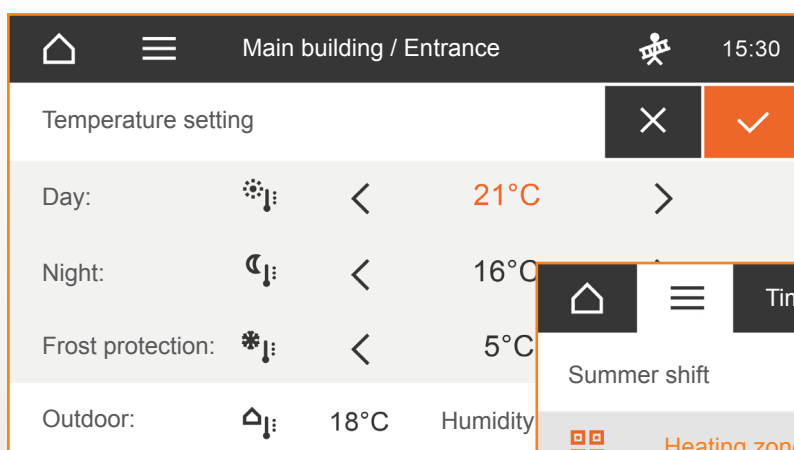 Main building / Entrance 15:30
Temperature setting
Day: 21°C
Night: 16°C
Frost protection: 5°C
Outdoor: 18°C Humidity
Summer shift